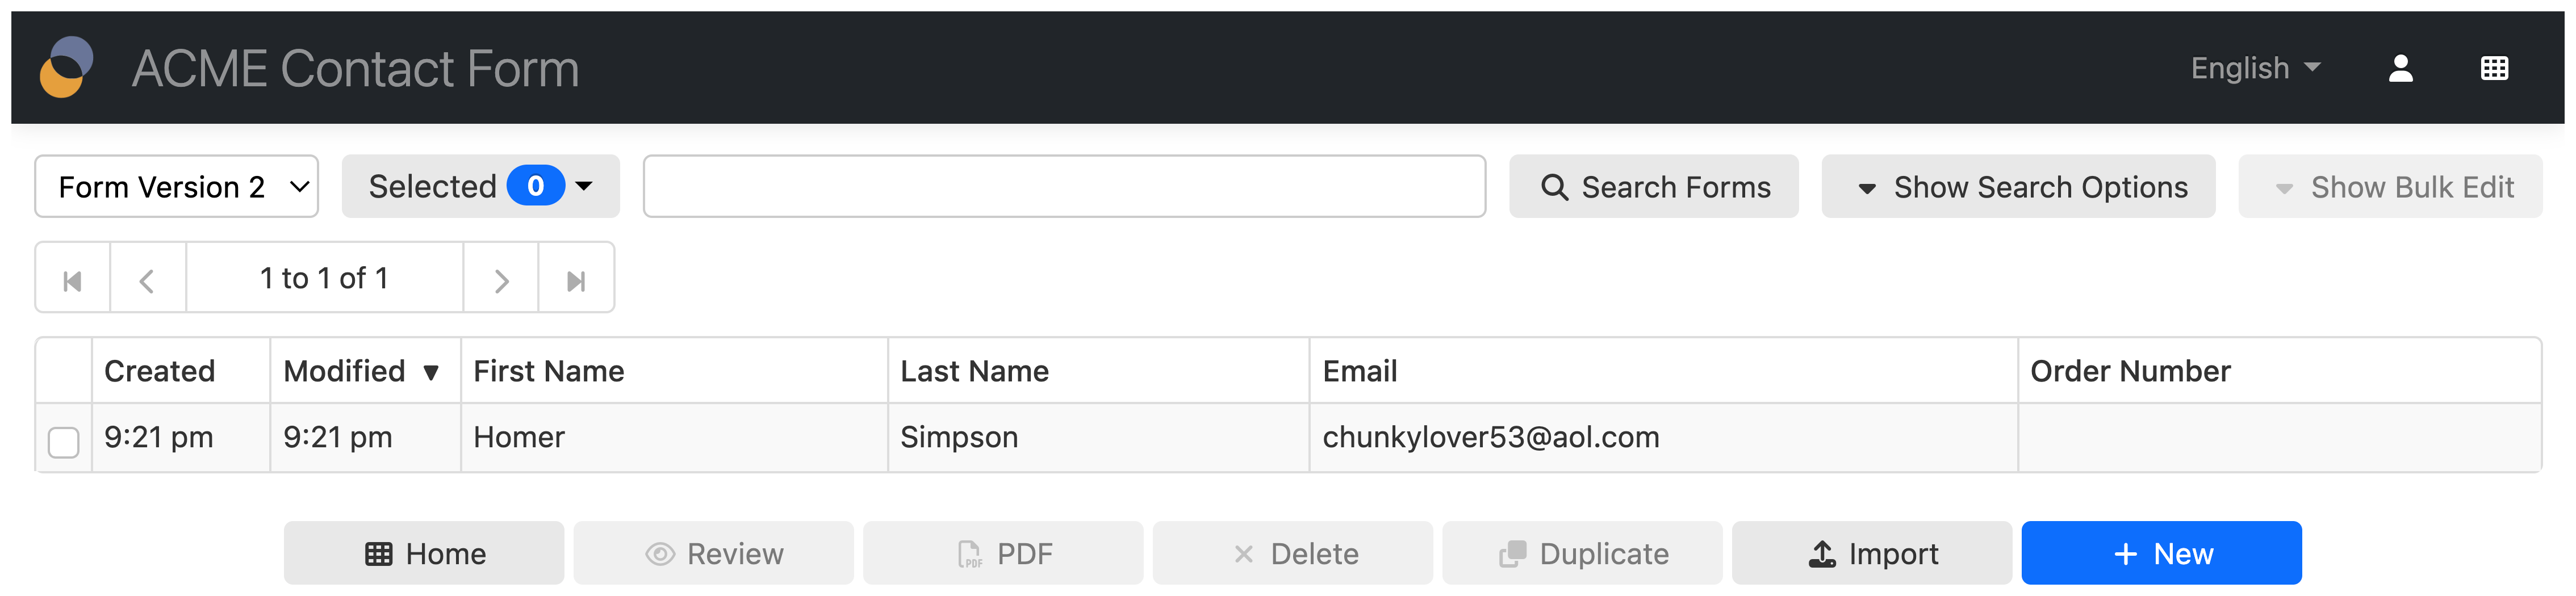 ACME Contact Form English
Form Version 2 Selected 0 Search Forms Show Search Options Show Bulk Edit
1 to 1 of 1
Created Modified ▼ First Name Last Name Email Order Number
9:21 pm 9:21 pm Homer Simpson chunkylover53@aol.com
Home Review PDF PDF Delete Duplicate Import + New